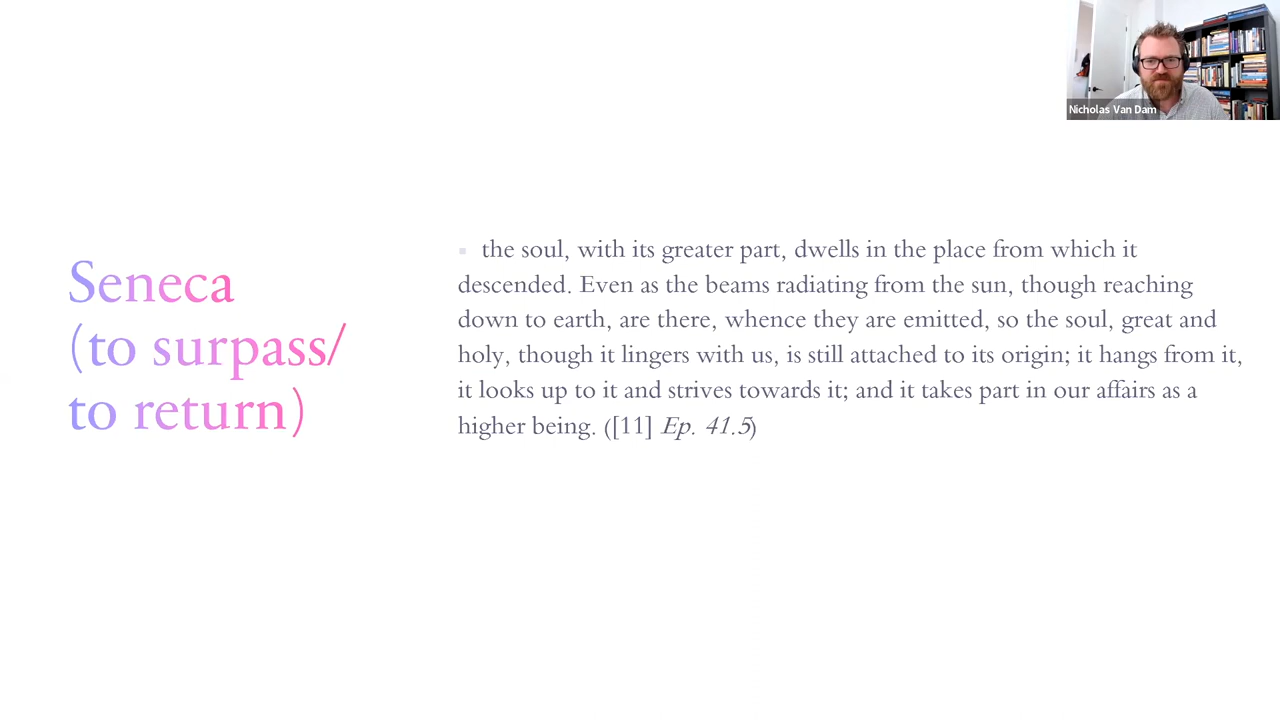 Nicholas Van Dam
Seneca
(to surpass/
to return)
the soul, with its greater part, dwells in the place from which it
descended. Even as the beams radiating from the sun, though reaching
down to earth, are there, whence they are emitted, so the soul, great and
holy, though it lingers with us, is still attached to its origin; it hangs from it,
it looks up to it and strives towards it; and it takes part in our affairs as a
higher being. ([11] Ep. 41.5)